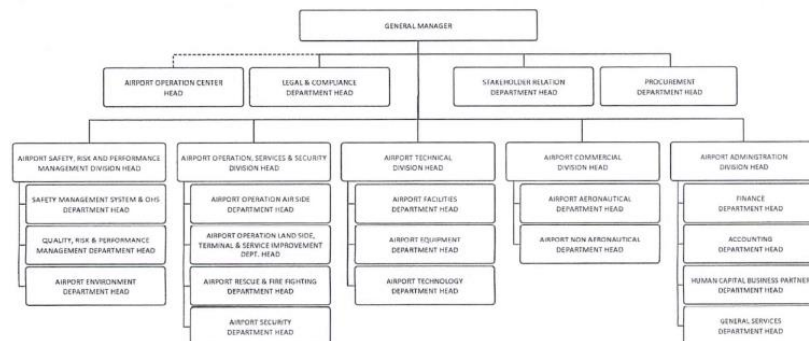 GENERAL MANAGER
AIRPORT OPERATION CENTER
HEAD
LEGAL & COMPLIANCE
DEPARTMENT HEAD
STAKEHOLDER RELATION
DEPARTMENT HEAD
PROCUREMENT
DEPARTMENT HEAD
AIRPORT SAFETY, RISK AND PERFORMANCE
MANAGEMENT DIVISION HEAD
AIRPORT OPERATION, SERVICES & SECURITY
DIVISION HEAD
AIRPORT TECHNICAL
DIVISION HEAD
AIRPORT COMMERCIAL
DIVISION HEAD
AIRPORT ADMINISTRATION
DIVISION HEAD
SAFETY MANAGEMENT SYSTEM & OHS
DEPARTMENT HEAD
QUALITY, RISK & PERFORMANCE
MANAGEMENT DEPARTMENT HEAD
AIRPORT ENVIRONMENT
DEPARTMENT HEAD
AIRPORT OPERATION AIR SIDE
DEPARTMENT HEAD
AIRPORT OPERATION LAND SIDE,
TERMINAL & SERVICE IMPROVEMENT
DEPT. HEAD
AIRPORT RESCUE & FIRE FIGHTING
DEPARTMENT HEAD
AIRPORT SECURITY
DEPARTMENT HEAD
AIRPORT FACILITIES
DEPARTMENT HEAD
AIRPORT EQUIPMENT
DEPARTMENT HEAD
AIRPORT TECHNOLOGY
DEPARTMENT HEAD
AIRPORT AERONAUTICAL
DEPARTMENT HEAD
AIRPORT NON AERONAUTICAL
DEPARTMENT HEAD
FINANCE
DEPARTMENT HEAD
ACCOUNTING
DEPARTMENT HEAD
HUMAN CAPITAL BUSINESS PARTNER
DEPARTMENT HEAD
GENERAL SERVICES
DEPARTMENT HEAD